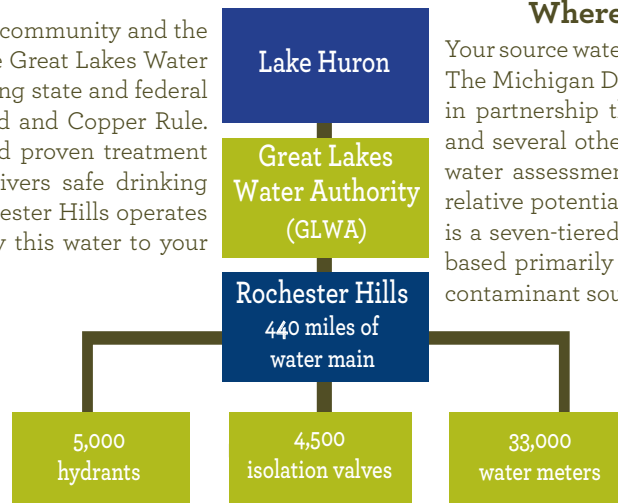 community and the
Great Lakes Water
ng state and federal
d and Copper Rule.
d proven treatment
ivers safe drinking
ester Hills operates
this water to your
Lake Huron
Great Lakes
Water Authority
(GLWA)
Rochester Hills
440 miles of
water main
5,000
hydrants
4,500
isolation valves
33,000
water meters
Where
Your source wate
The Michigan D
in partnership t
and several othe
water assessmen
relative potentia
is a seven-tiered
based primarily
contaminant sou